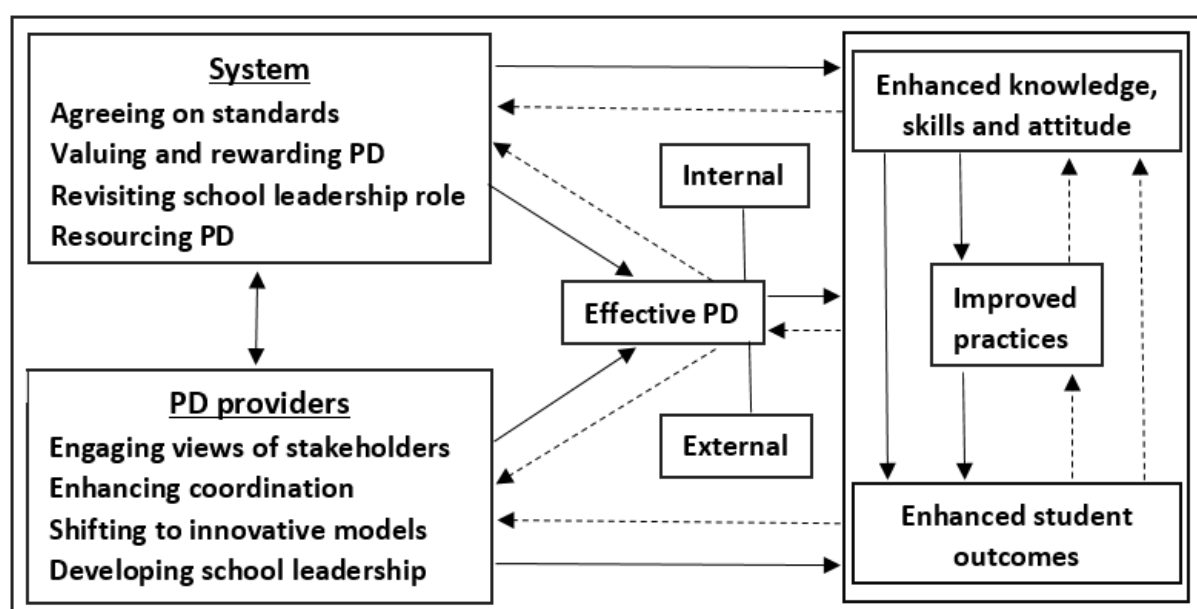 System
Agreeing on standards
Valuing and rewarding PD
Revisiting school leadership role
Resourcing PD
PD providers
Engaging views of stakeholders
Enhancing coordination
Shifting to innovative models
Developing school leadership
Internal
Effective PD
External
Enhanced knowledge,
skills and attitude
Improved
practices
Enhanced student
outcomes